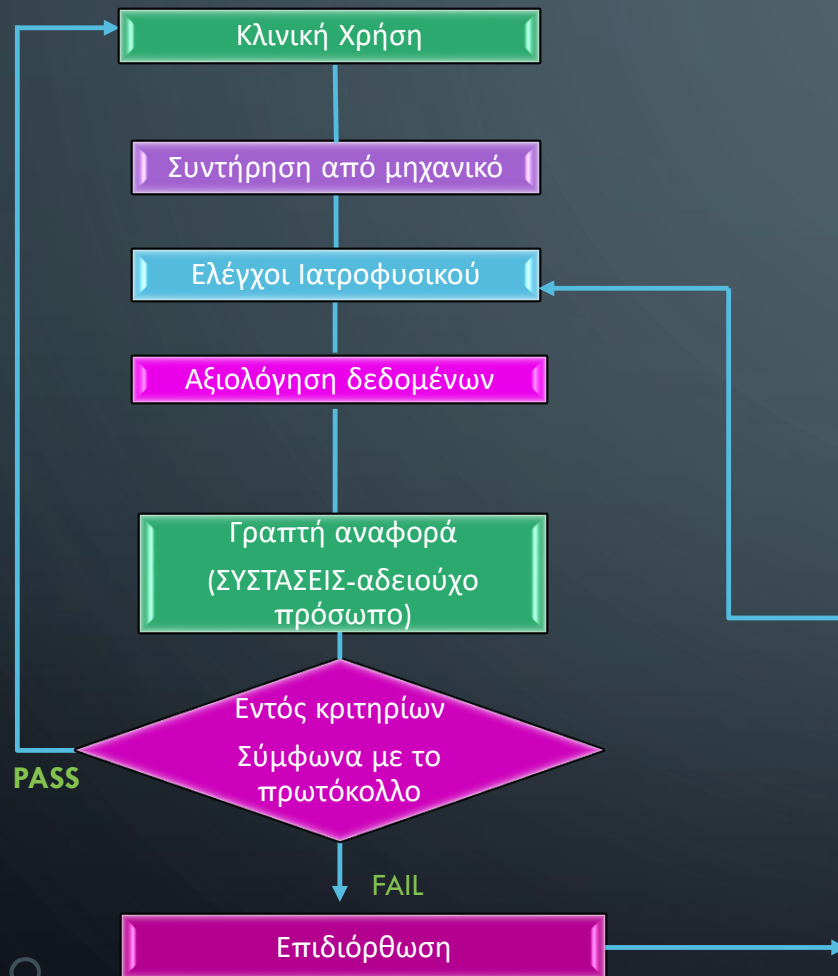 Κλινική Χρήση
Συντήρηση από μηχανικό
Ελέγχοι Ιατροφυσικού
Αξιολόγηση δεδομένων
Γραπτή αναφορά
(ΣΥΣΤΑΣΕΙΣ-αδειούχο
πρόσωπο)
Εντός κριτηρίων
Σύμφωνα με το
πρωτόκολλο
PASS
FAIL
Επιδιόρθωση